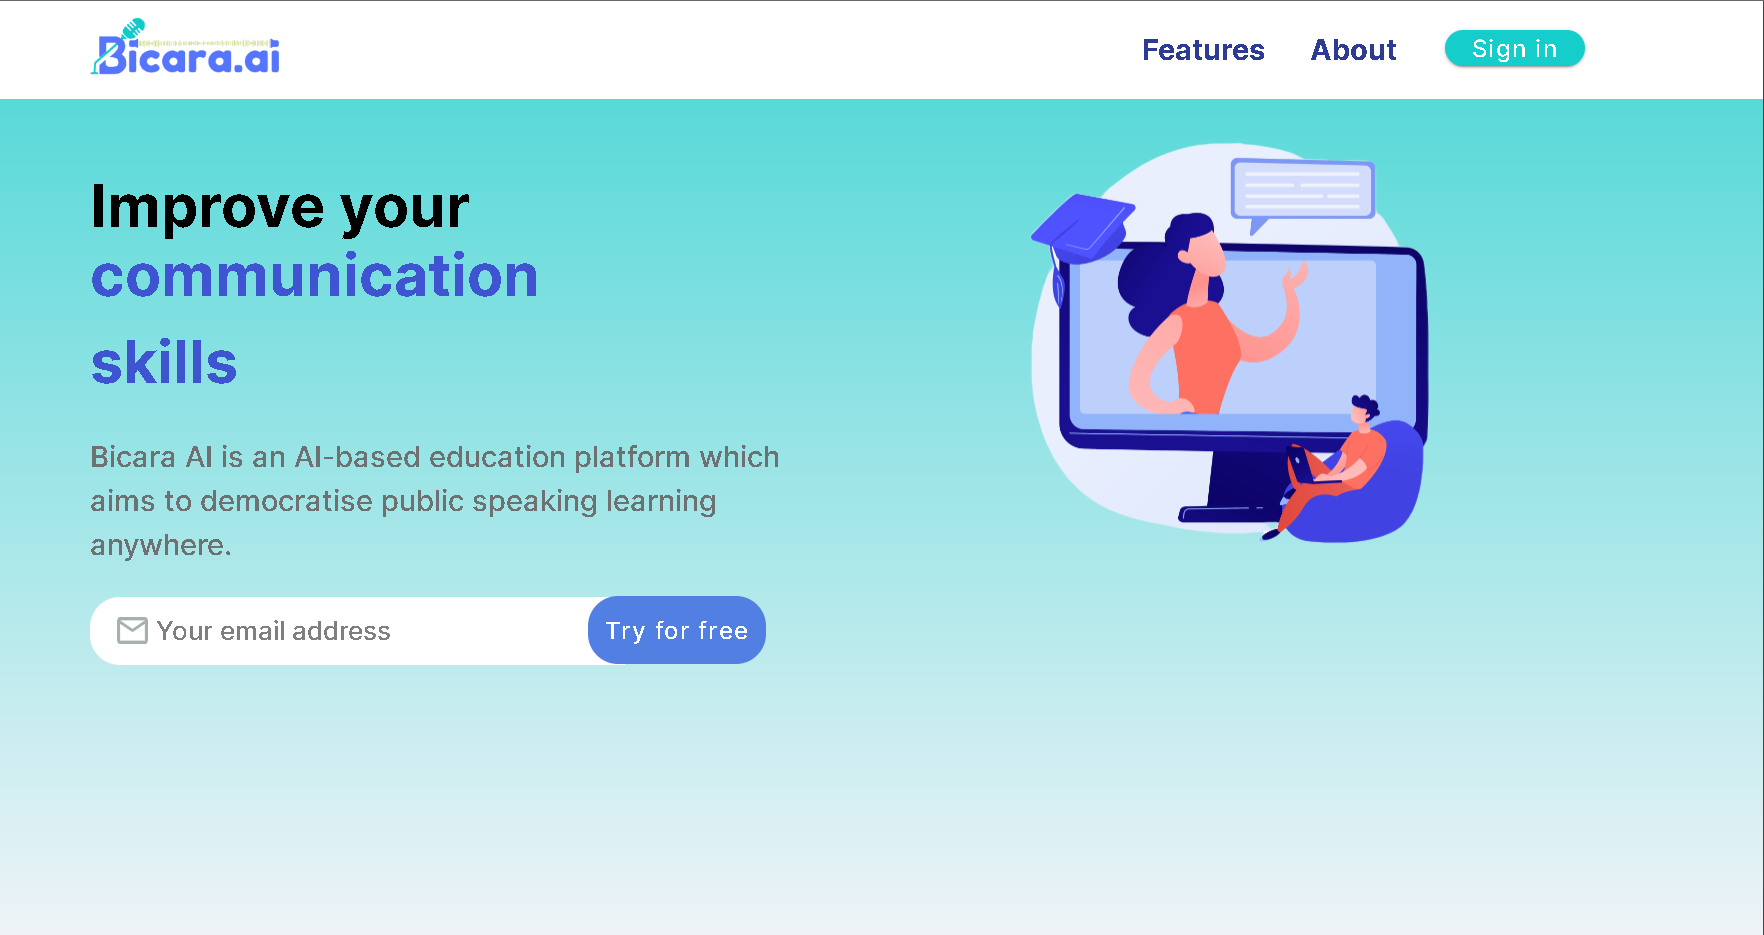 Bicara.ai
Features
About
Sign in
Improve your
communication
skills
Bicara AI is an AI-based education platform which
aims to democratise public speaking learning
anywhere.
Your email address
Try for free